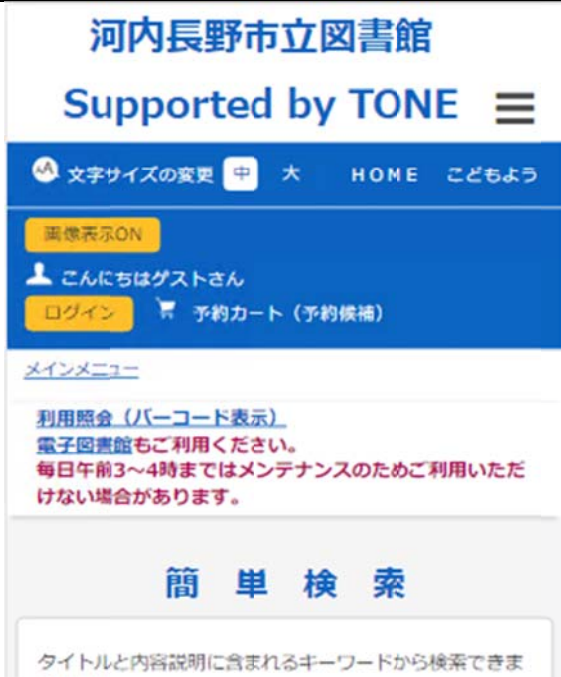 河内長野市立図書館
Supported by TONE
文字サイズの変更 中 大 HOME こどもよう
画像表示ON
こんにちはゲストさん
ログイン 予約カート（予約候補）
メインメニュー
利用照会（バーコード表示）
電子図書館もご利用ください。
毎日午前3～4時まではメンテナンスのためご利用いただ
けない場合があります。
簡単検索
タイトルと内容説明に含まれるキーワードから検索できま